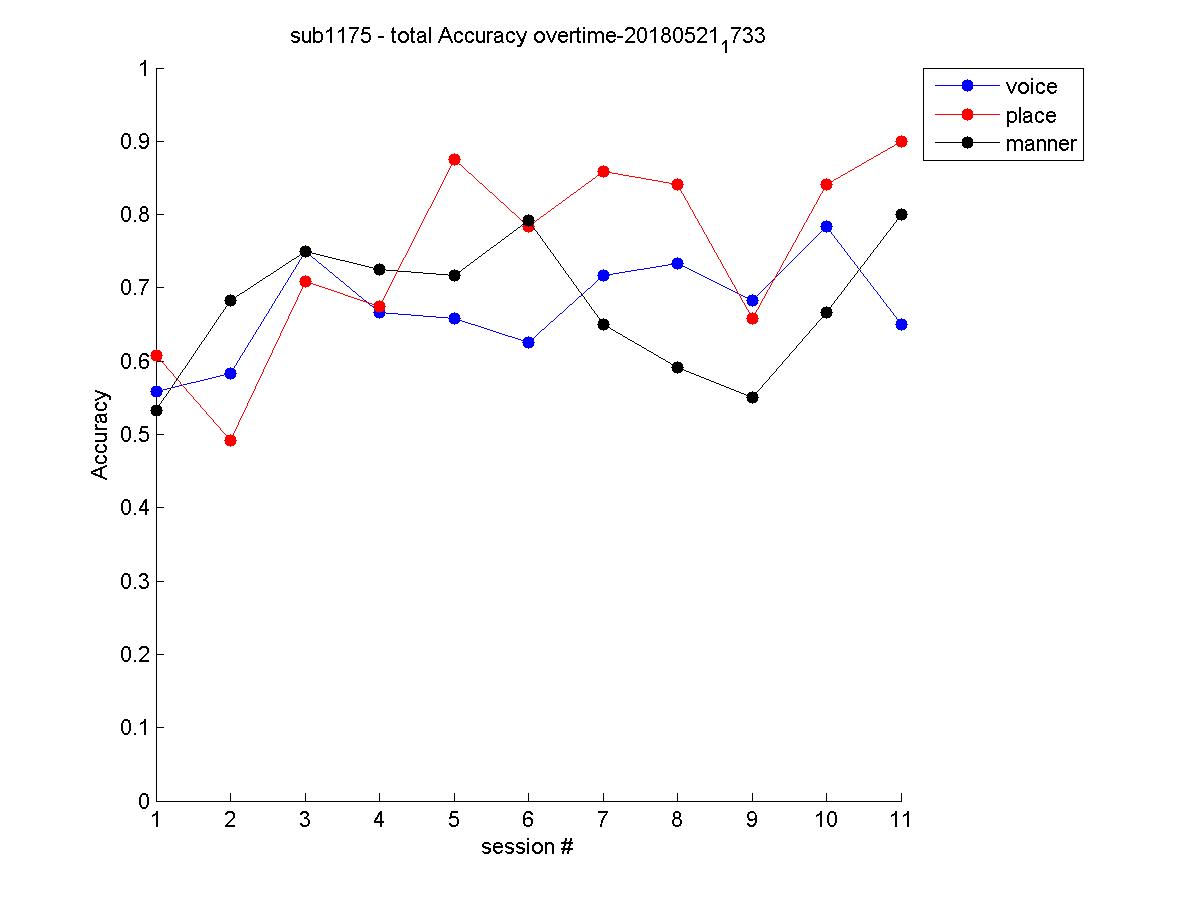 sub1175 - total Accuracy overtime-20180521₁733
voice
place
manner
1
0.9
0.8
0.7
0.6
0.5
0.4
0.3
0.2
0.1
0
Accuracy
1 2 3 4 5 6 7 8 9 10 11
session #